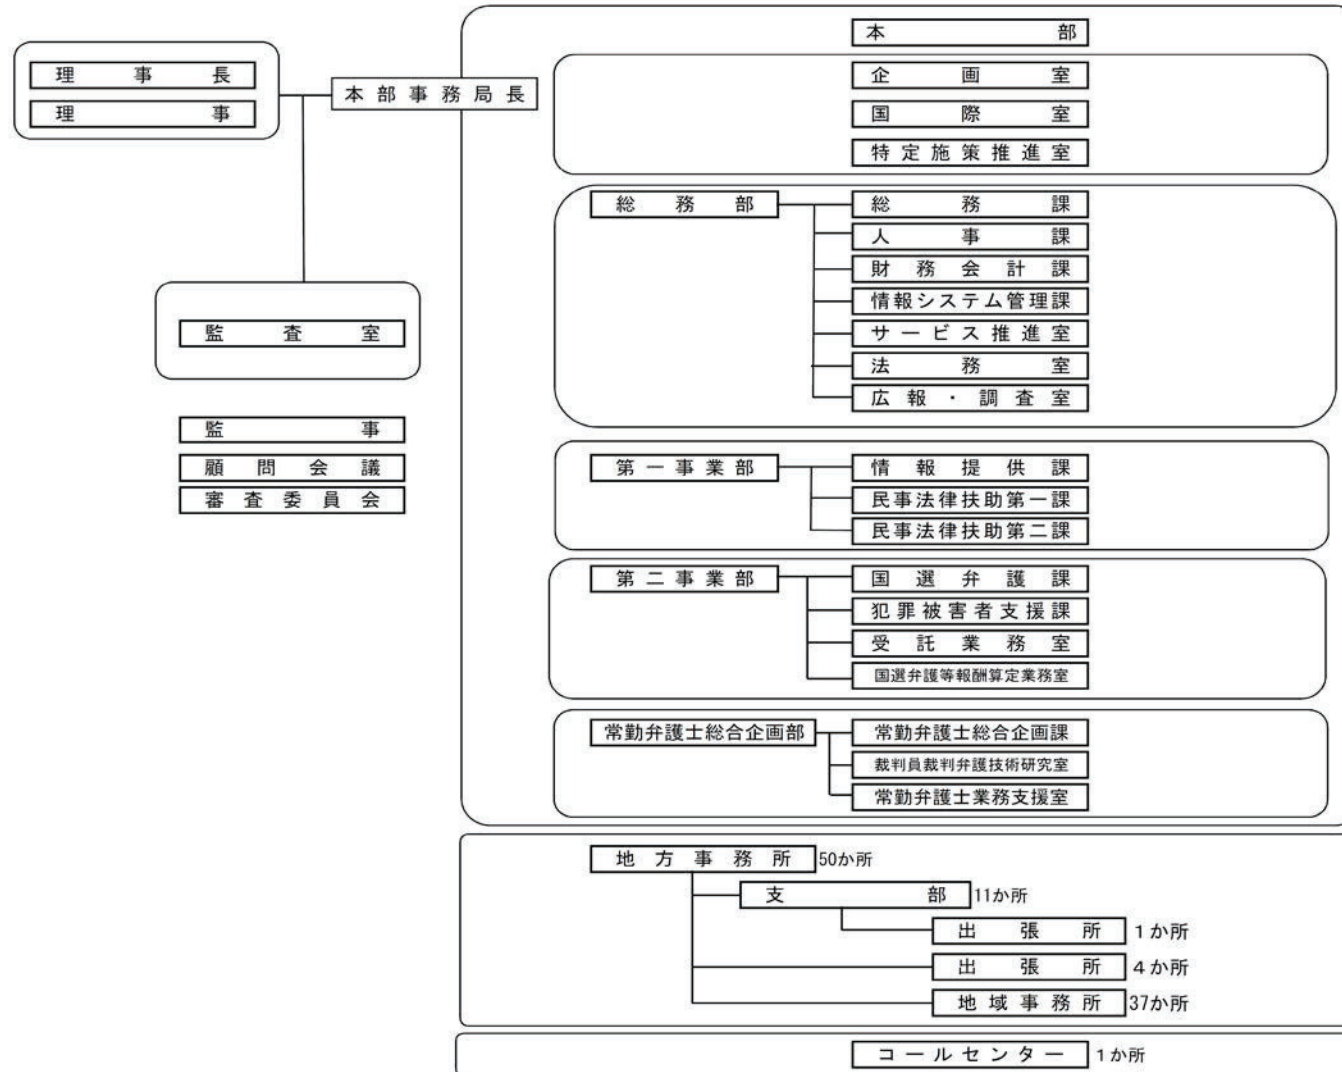 本部
理事長
理事
本部事務局長
企画室
国際室
特定施策推進室
総務部
総務課
人事課
財務会計課
情報システム管理課
サービス推進室
法務室
広報・調査室
監査室
監事
顧問会議
審査委員会
第一事業部
情報提供課
民事法律扶助第一課
民事法律扶助第二課
第二事業部
国選弁護課
犯罪被害者支援課
受託業務室
国選弁護等報酬算定業務室
常勤弁護士総合企画部
常勤弁護士総合企画課
裁判員裁判弁護技術研究室
常勤弁護士業務支援室
地方事務所 50か所
支部 11か所
出張所 1か所
出張所 4か所
地域事務所 37か所
コールセンター 1か所